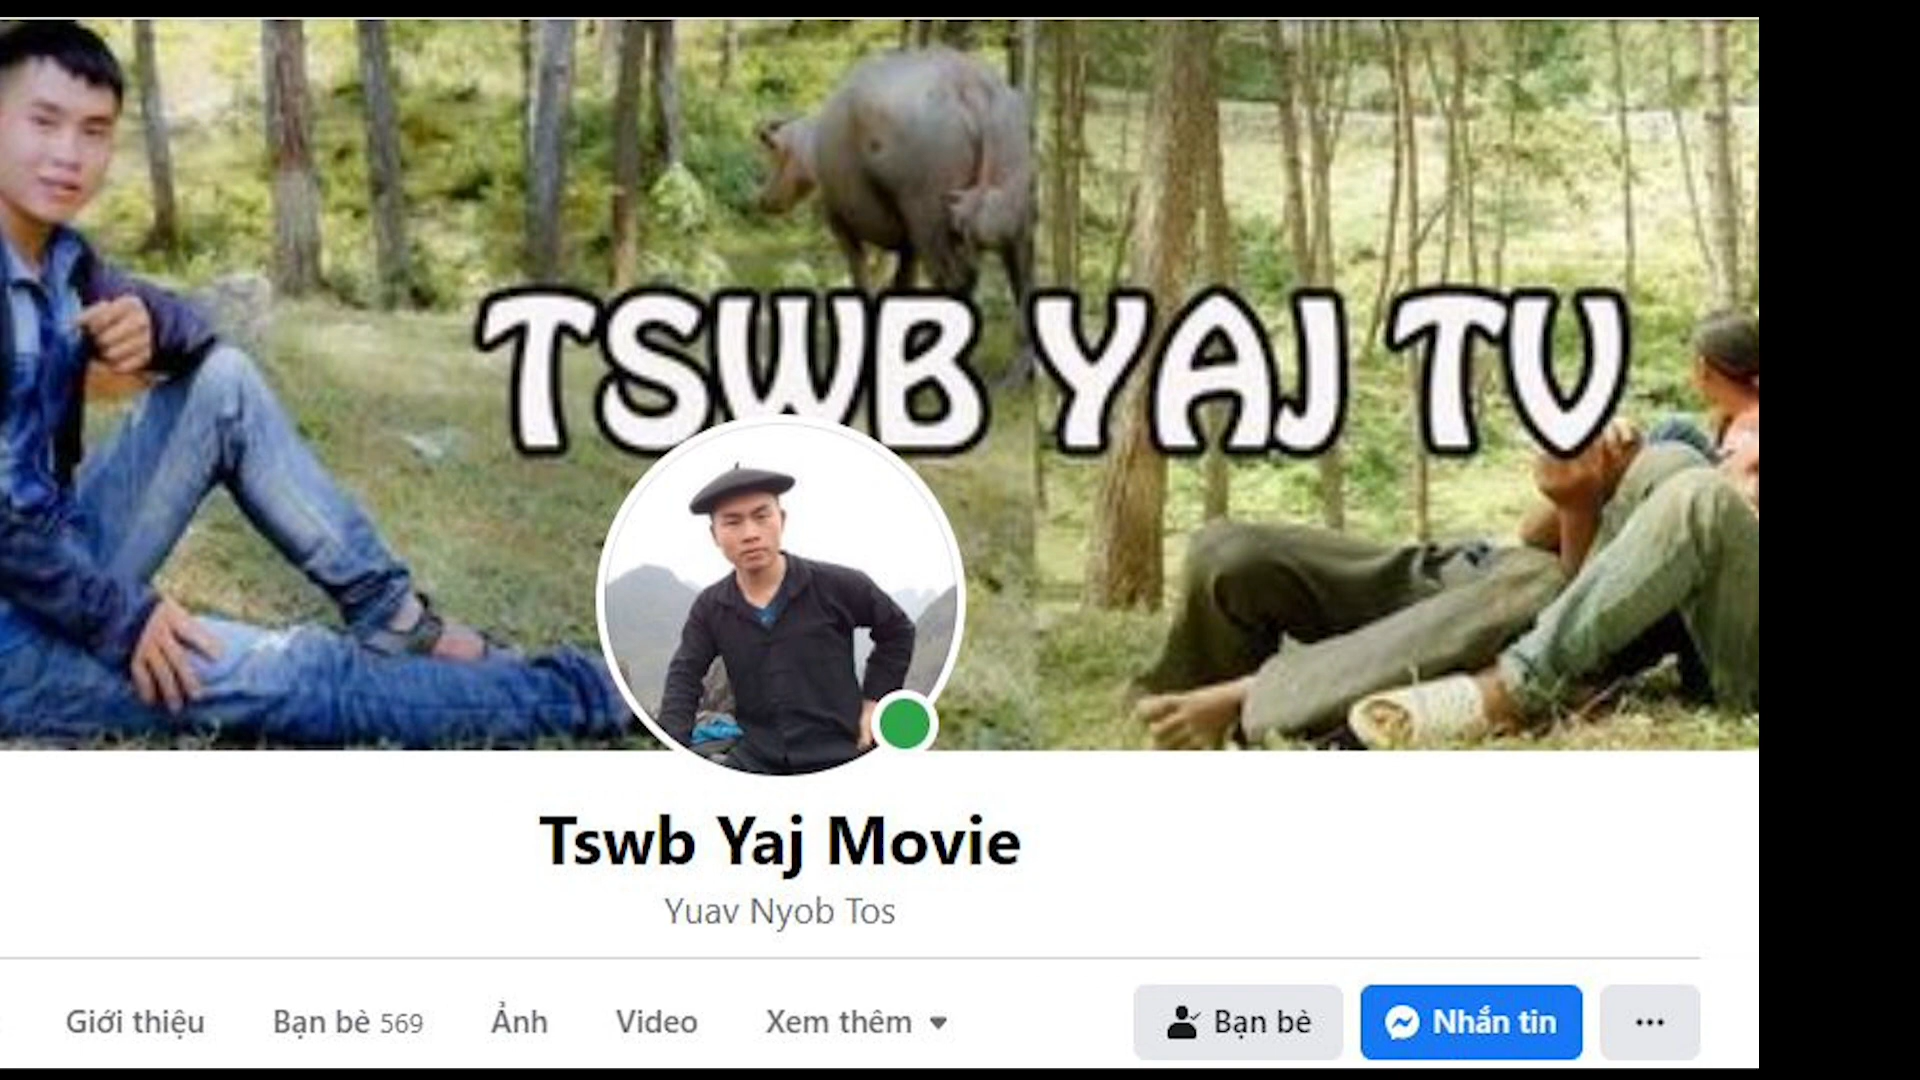 TSWB YAJ TV
Tswb Yaj Movie
Yuav Nyob Tos
Giới thiệu Bạn bè 569 Ảnh Video Xem thêm Bạn bè Nhắn tin ...